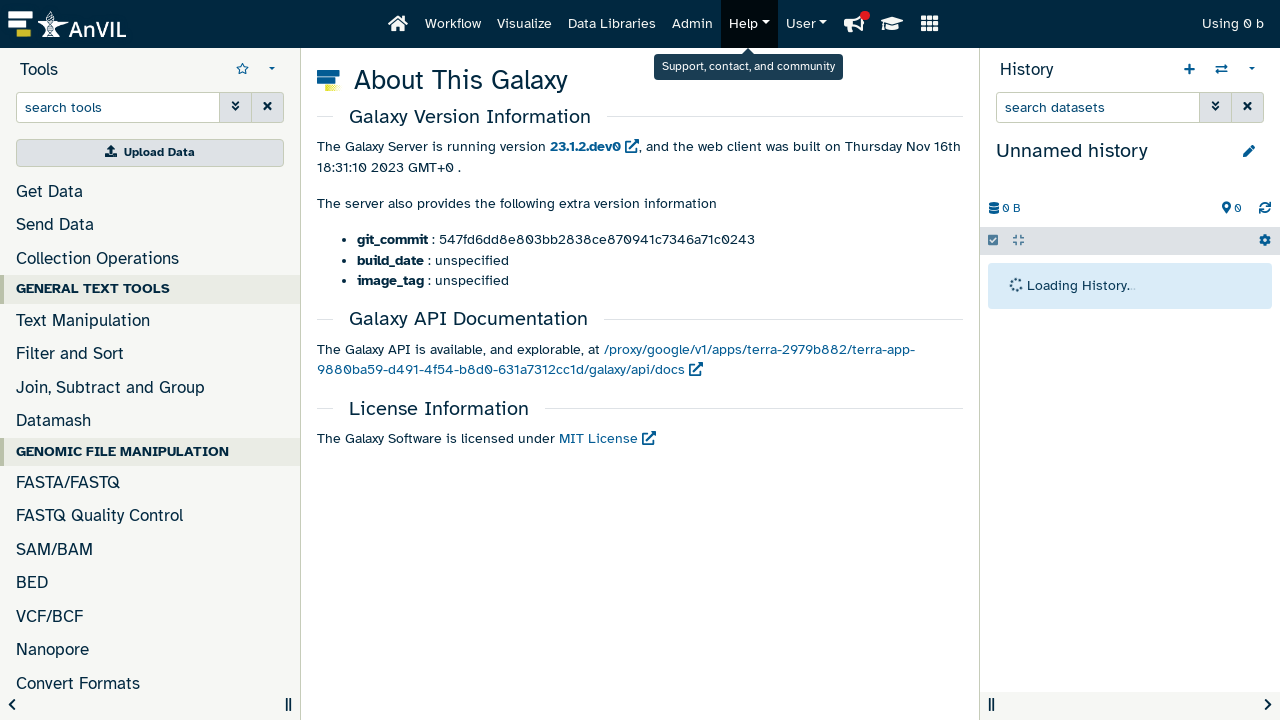 AnVIL
Workflow
Visualize
Data Libraries
Admin
Help
User
Using 0 b
Support, contact, and community
Tools
search tools
Upload Data
Get Data
Send Data
Collection Operations
GENERAL TEXT TOOLS
Text Manipulation
Filter and Sort
Join, Subtract and Group
Datamash
GENOMIC FILE MANIPULATION
FASTA/FASTQ
FASTQ Quality Control
SAM/BAM
BED
VCF/BCF
Nanopore
Convert Formats
About This Galaxy
Galaxy Version Information
The Galaxy Server is running version 23.1.2.dev0 , and the web client was built on Thursday Nov 16th
18:31:10 2023 GMT+0 .
The server also provides the following extra version information
• git_commit : 547fd6dd8e803bb2838ce870941c7346a71c0243
• build_date : unspecified
• image_tag : unspecified
Galaxy API Documentation
The Galaxy API is available, and explorable, at /proxy/google/v1/apps/terra-2979b882/terra-app-
9880ba59-d491-4f54-b8d0-631a7312cc1d/galaxy/api/docs
License Information
The Galaxy Software is licensed under MIT License
History
search datasets
Unnamed history
0 B
0
Loading History...